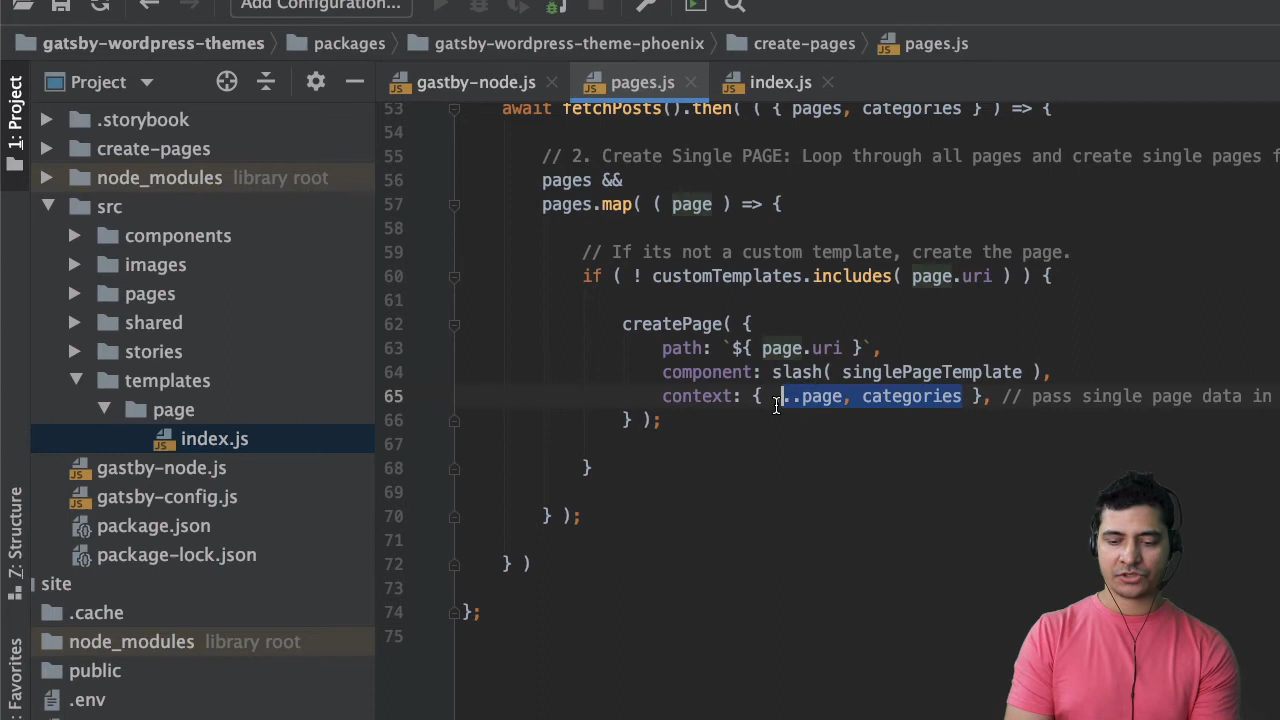 Add Configuration...
gatsby-wordpress-themes
packages
gatsby-wordpress-theme-phoenix
create-pages
pages.js
Project
gastby-node.js
pages.js
index.js
1: Project
Z: Structure
Favorites
.storybook
create-pages
node_modules library root
src
components
images
pages
shared
stories
templates
page
index.js
gastby-node.js
gatsby-config.js
package.json
package-lock.json
site
.cache
node_modules library root
public
.env
53 await fetchPosts().then( ( { pages, categories } ) => {
54
55 // 2. Create Single PAGE: Loop through all pages and create single pages f
56 pages &&
57 pages.map( ( page ) => {
58
59 // If its not a custom template, create the page.
60 if ( ! customTemplates.includes( page.uri ) ) {
61
62 createPage( {
63 path: `${ page.uri }`,
64 component: slash( singlePageTemplate ),
65 context: { ...page, categories }, // pass single page data in
66 } );
67
68 }
69
70 } );
71
72 } )
73
74 };
75